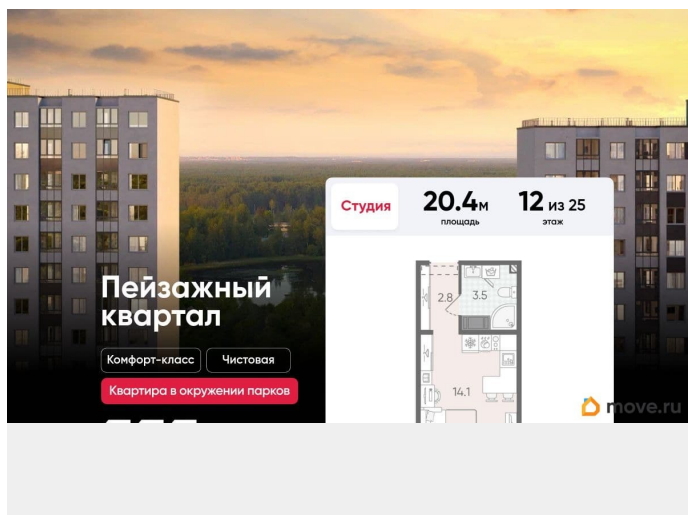 Студия
20.4м
площадь
12 из 25
этаж
Пейзажный
квартал
2.8
3.5
Комфорт-класс
Чистовая
Квартира в окружении парков
14.1
move.ru